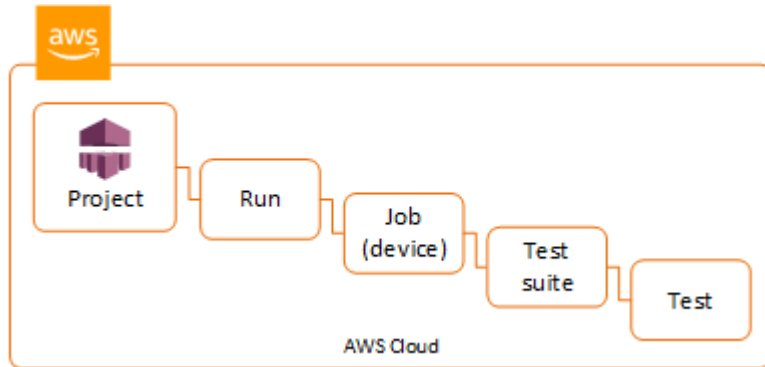 aws
Project
Run
Job
(device)
Test
suite
Test
AWS Cloud